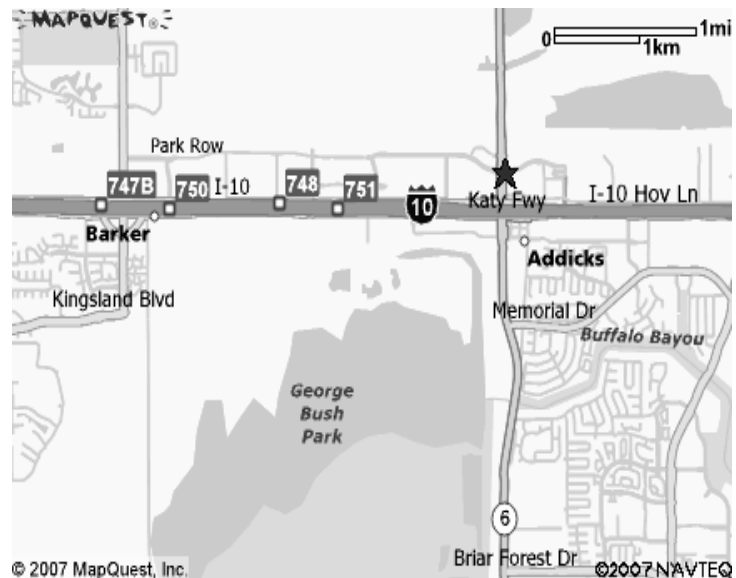 MAPQUEST®
0
1mi
1km
Park Row
747B
750
I-10
748
751
10
Katy Fwy
I-10 Hov Ln
Barker
Addicks
Kingsland Blvd
Memorial Dr
Buffalo Bayou
George
Bush
Park
6
Briar Forest Dr
© 2007 MapQuest, Inc.
©2007 NAVTEQ